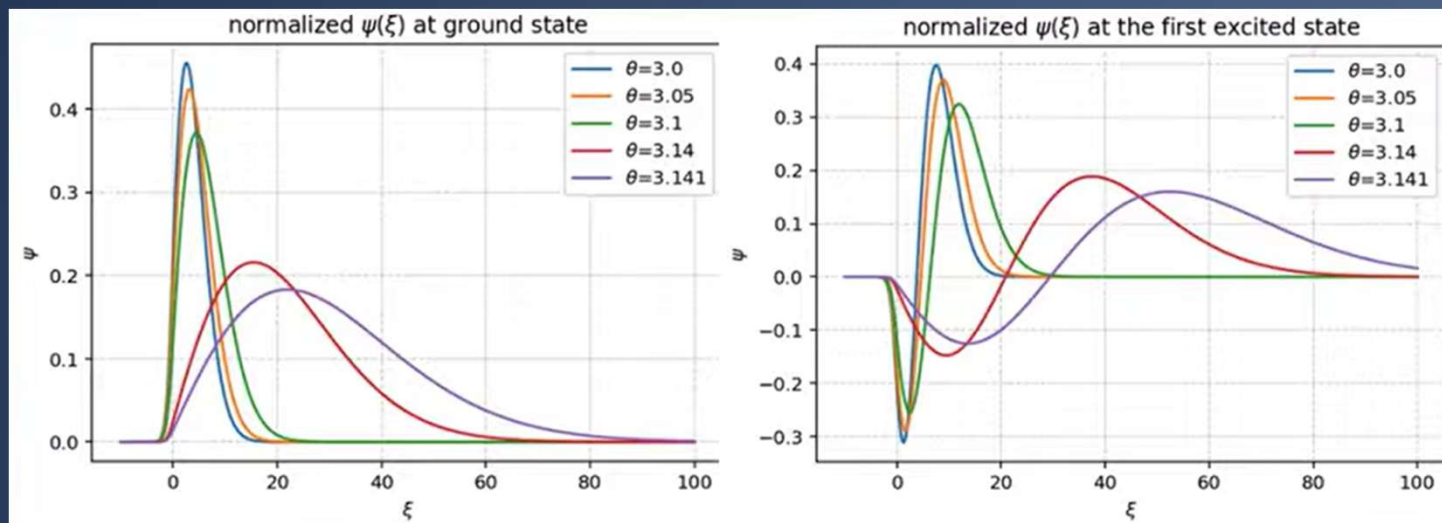 normalized ψ(ξ) at ground state
θ=3.0
θ=3.05
θ=3.1
θ=3.14
θ=3.141
0.4
0.3
0.2
0.1
0.0
ψ
0 20 40 60 80 100
ξ
normalized ψ(ξ) at the first excited state
θ=3.0
θ=3.05
θ=3.1
θ=3.14
θ=3.141
0.4
0.3
0.2
0.1
0.0
−0.1
−0.2
−0.3
ψ
0 20 40 60 80 100
ξ